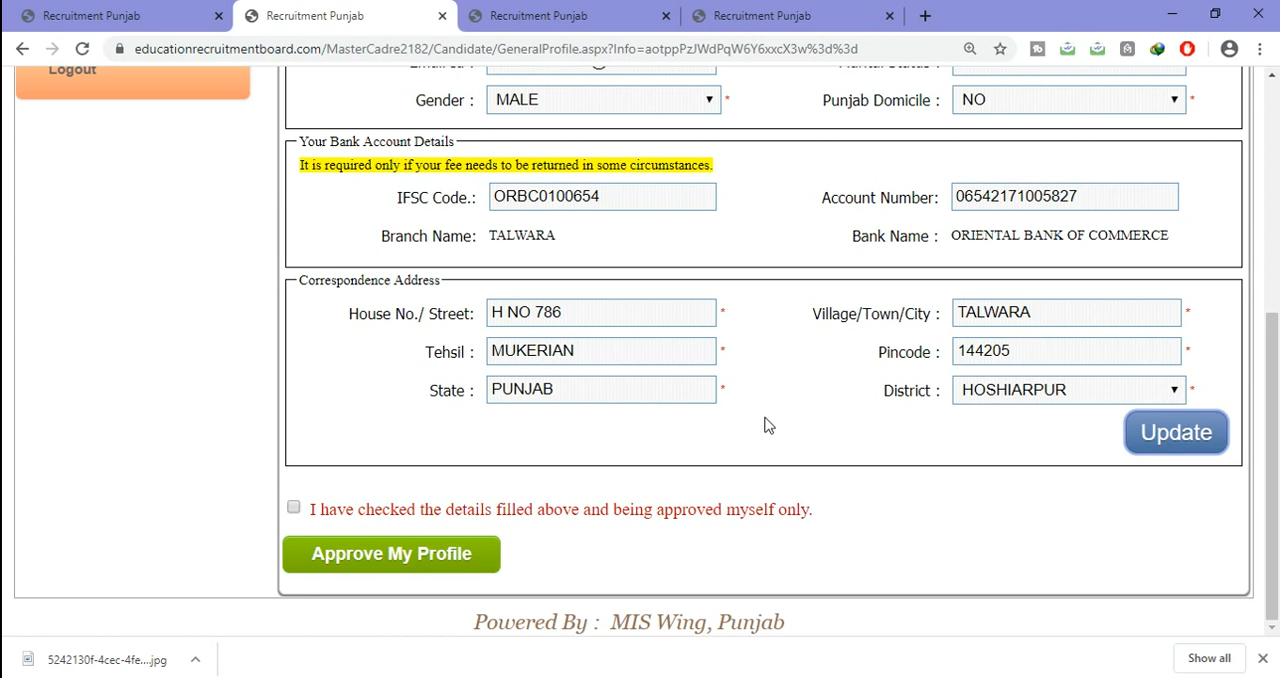 Recruitment Punjab
Recruitment Punjab
Recruitment Punjab
Recruitment Punjab
educationrecruitmentboard.com/MasterCadre2182/Candidate/GeneralProfile.aspx?Info=aotppPzJWdPqW6Y6xxcX3w%3d%3d
Logout
Gender : MALE * Punjab Domicile : NO *
Your Bank Account Details
It is required only if your fee needs to be returned in some circumstances.
IFSC Code.: ORBC0100654 Account Number: 06542171005827
Branch Name: TALWARA Bank Name : ORIENTAL BANK OF COMMERCE
Correspondence Address
House No./ Street: H NO 786 * Village/Town/City : TALWARA *
Tehsil : MUKERIAN * Pincode : 144205 *
State : PUNJAB * District : HOSHIARPUR *
Update
I have checked the details filled above and being approved myself only.
Approve My Profile
Powered By : MIS Wing, Punjab
5242130f-4cec-4fe....jpg Show all